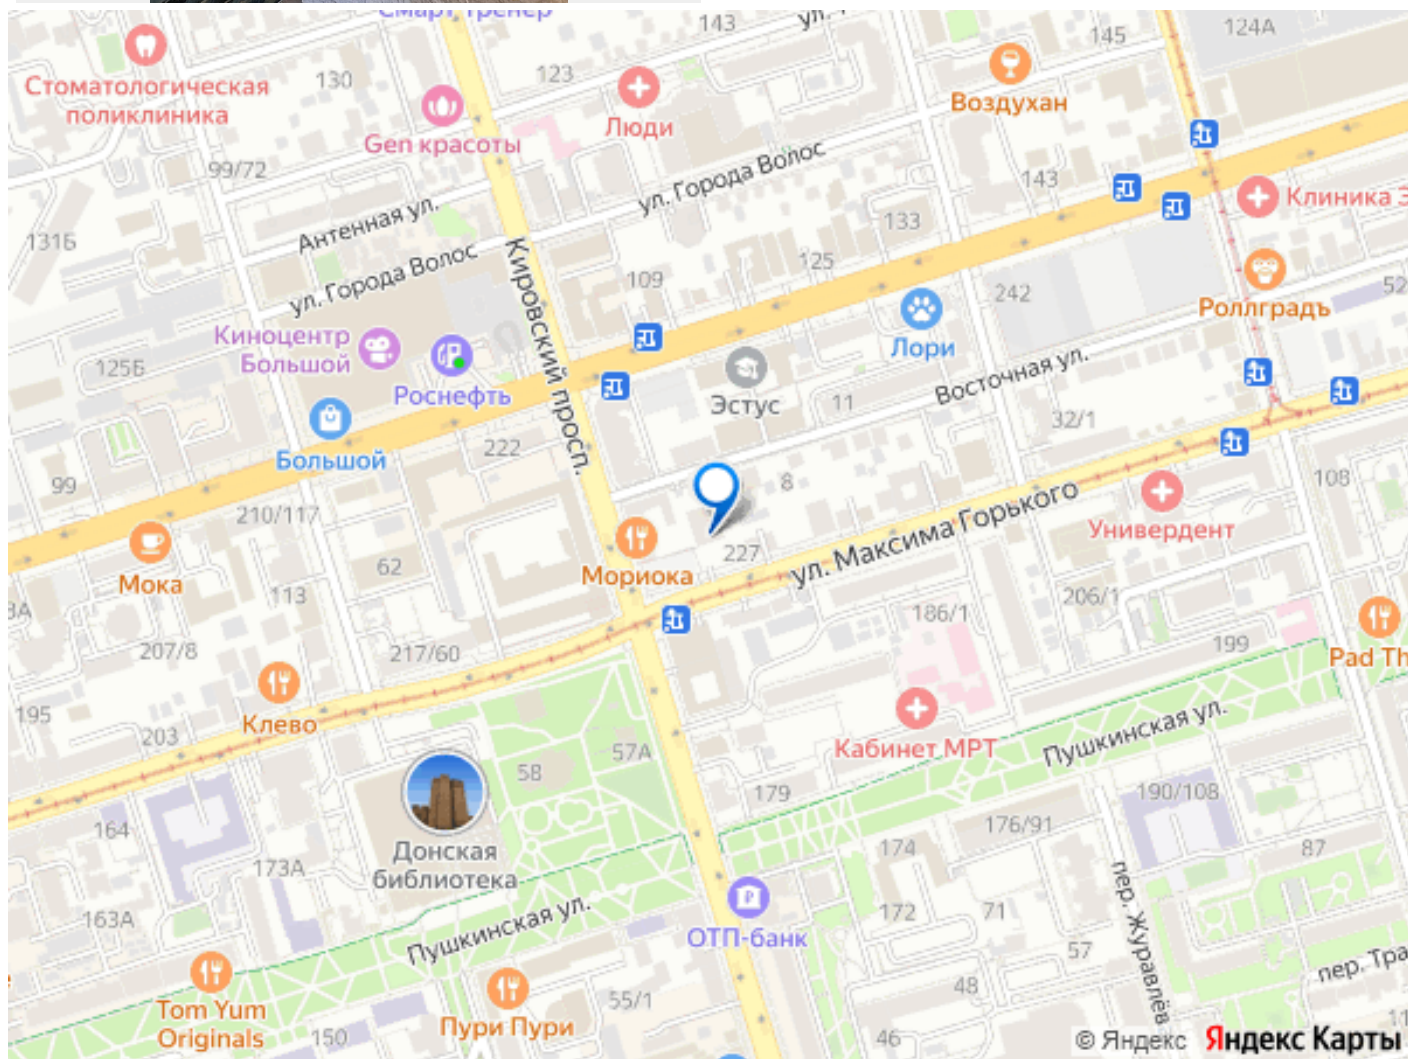 Смарт Тренер
143
ул.
145
124А
Стоматологическая
поликлиника
130
123
Gen красоты
Люди
Воздухан
99/72
ул. Города Волос
143
Клиника
131Б
Антенная ул.
133
ул. Города Волос
109
125
Кировский просп.
242
52
Роллградъ
Киноцентр
Большой
125Б
Роснефть
Лори
Эстус
11
Восточная ул.
32/1
Большой
222
99
8
108
210/117
ул. Максима Горького
Универдент
Мока
62
Мориока
227
113
3А
206/1
186/1
207/8
217/60
199
Pad Th
195
Клево
203
Кабинет МРТ
Пушкинская ул.
57А
58
179
190/108
164
176/91
Донская
библиотека
174
87
173А
163А
172
71
пер. Журавлёв
Пушкинская ул.
ОТП-банк
57
пер. Тра
Tom Yum
Originals
150
Пури Пури
55/1
48
46
11
© Яндекс Яндекс Карты